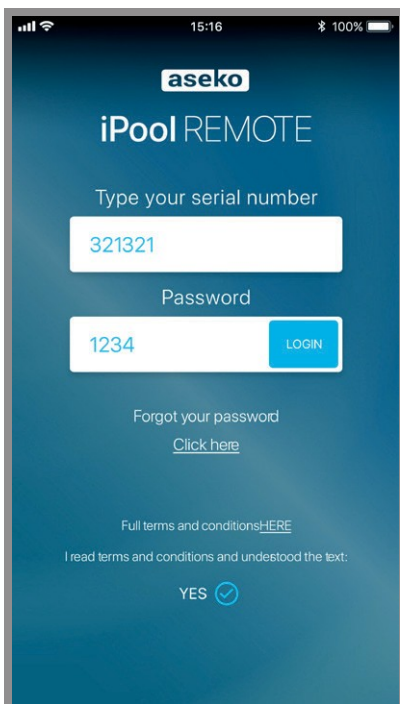 15:16 100%
aseko
iPool REMOTE
Type your serial number
321321
Password
1234 LOGIN
Forgot your password
Click here
Full terms and conditionsHERE
I read terms and conditions and undestood the text:
YES